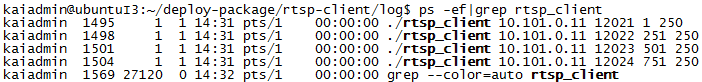 kaiadmin@ubuntuI3:~/deploy-package/rtsp-client/log$ ps -ef|grep rtsp_client
kaiadmin 1495 1 1 14:31 pts/1 00:00:00 ./rtsp_client 10.101.0.11 12021 1 250
kaiadmin 1498 1 1 14:31 pts/1 00:00:00 ./rtsp_client 10.101.0.11 12022 251 250
kaiadmin 1501 1 1 14:31 pts/1 00:00:00 ./rtsp_client 10.101.0.11 12023 501 250
kaiadmin 1504 1 1 14:31 pts/1 00:00:00 ./rtsp_client 10.101.0.11 12024 751 250
kaiadmin 1569 27120 0 14:32 pts/1 00:00:00 grep --color=auto rtsp_client